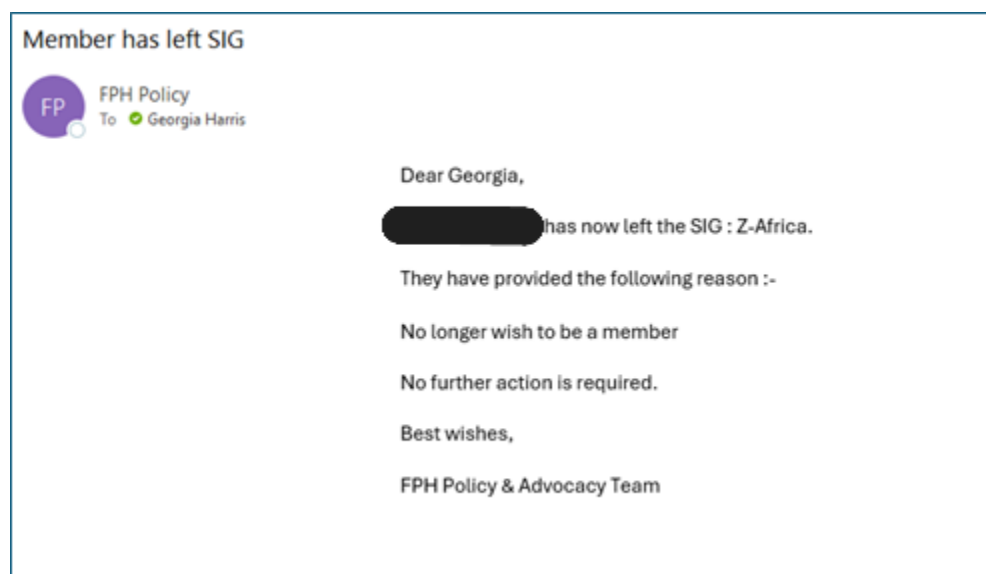 Member has left SIG
FP
FPH Policy
To Georgia Harris
Dear Georgia,
has now left the SIG : Z-Africa.
They have provided the following reason :-
No longer wish to be a member
No further action is required.
Best wishes,
FPH Policy & Advocacy Team